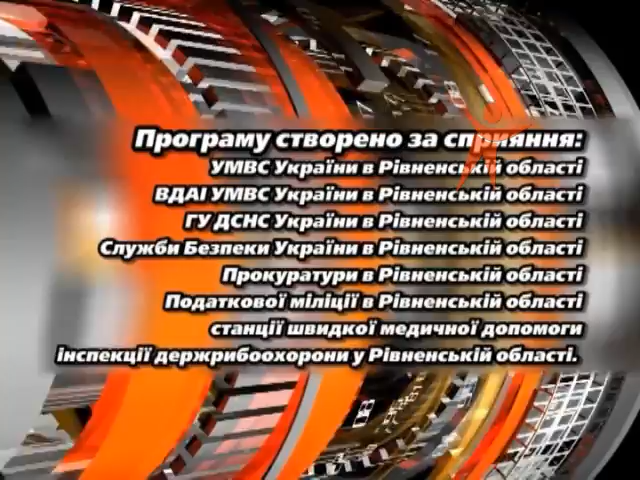 Програму створено за сприяння:
УМВС України в Рівненській області
ВДАІ УМВС України в Рівненській області
ГУ ДСНС України в Рівненській області
Служби Безпеки України в Рівненській області
Прокуратури в Рівненській області
Податкової міліції в Рівненській області
станції швидкої медичної допомоги
інспекції держрибоохорони у Рівненській області.